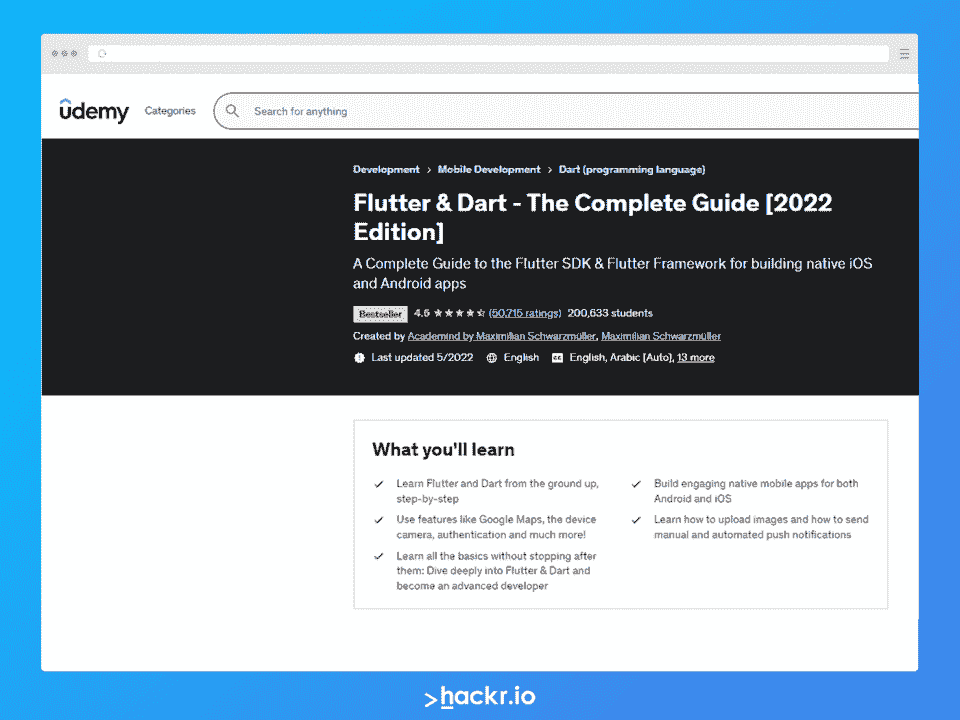 udemy
Categories
Search for anything
Development > Mobile Development > Dart (programming language)
Flutter & Dart - The Complete Guide [2022
Edition]
A Complete Guide to the Flutter SDK & Flutter Framework for building native iOS
and Android apps
Bestseller 4.6 (50,715 ratings) 200,633 students
Created by Academind by Maximilian Schwarzmüller, Maximilian Schwarzmüller
Last updated 5/2022 English English, Arabic [Auto], 13 more
What you'll learn
Learn Flutter and Dart from the ground up,
step-by-step
Use features like Google Maps, the device
camera, authentication and much more!
Learn all the basics without stopping after
them: Dive deeply into Flutter & Dart and
become an advanced developer
Build engaging native mobile apps for both
Android and iOS
Learn how to upload images and how to send
manual and automated push notifications
>hackr.io